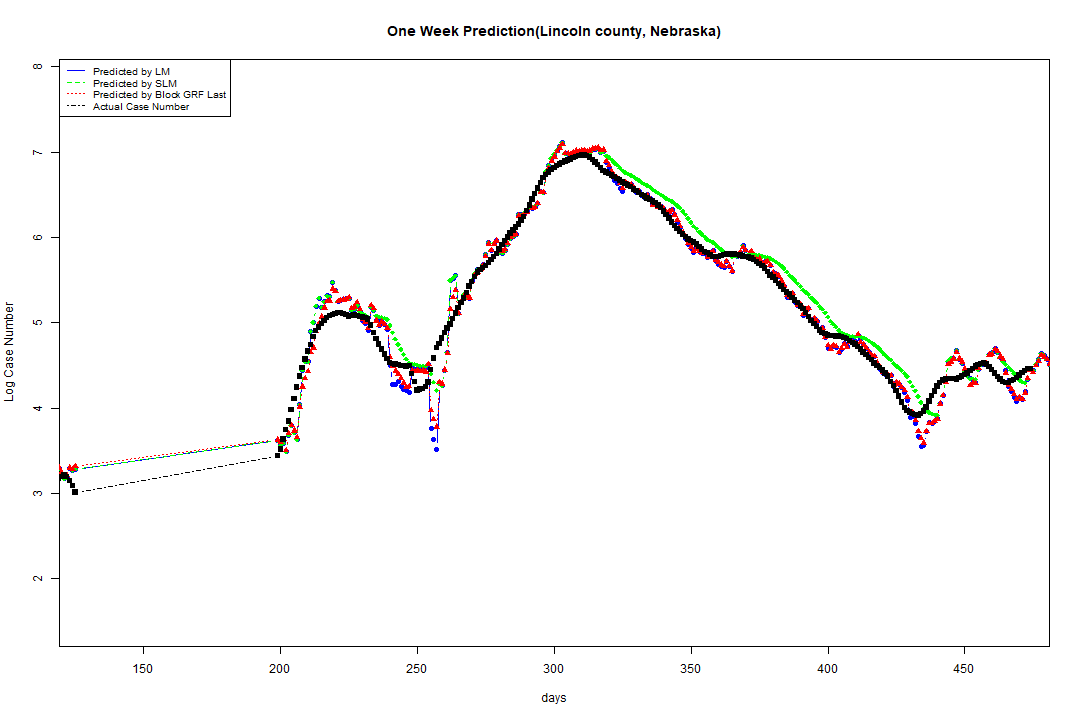 One Week Prediction(Lincoln county, Nebraska)
Predicted by LM
Predicted by SLM
Predicted by Block GRF Last
Actual Case Number
8
7
6
5
4
3
2
Log Case Number
150 200 250 300 350 400 450
days